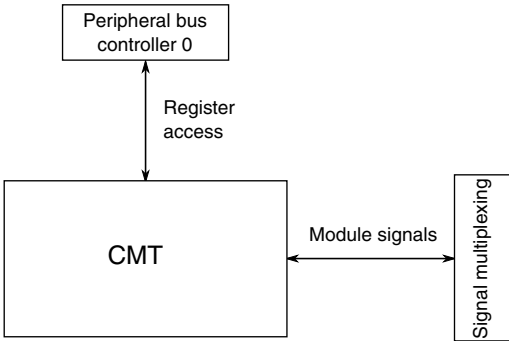 Peripheral bus
controller 0
Register
access
CMT
Module signals
Signal multiplexing